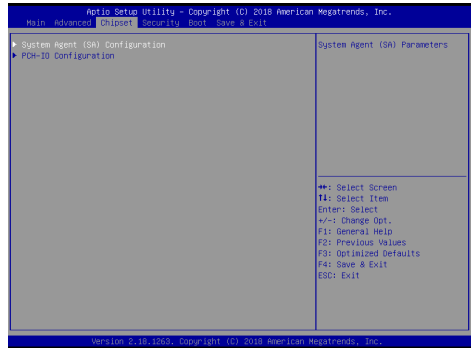 Aptio Setup Utility – Copyright (C) 2018 American Megatrends, Inc.
Main Advanced Chipset Security Boot Save & Exit
System Agent (SA) Configuration
PCH-IO Configuration
System Agent (SA) Parameters
→←: Select Screen
↑↓: Select Item
Enter: Select
+/-: Change Opt.
F1: General Help
F2: Previous Values
F3: Optimized Defaults
F4: Save & Exit
ESC: Exit
Version 2.18.1263. Copyright (C) 2018 American Megatrends, Inc.